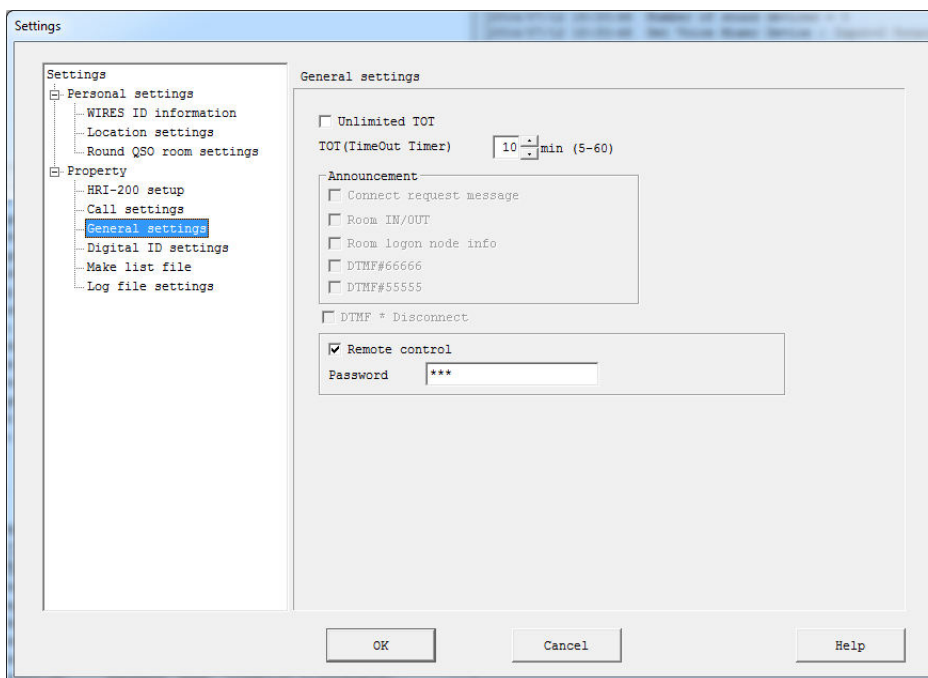 Settings
Settings
Personal settings
WIRES ID information
Location settings
Round QSO room settings
Property
HRI-200 setup
Call settings
General settings
Digital ID settings
Make list file
Log file settings
General settings
Unlimited TOT
TOT(TimeOut Timer) 10 min (5-60)
Announcement
Connect request message
Room IN/OUT
Room logon node info
DTMF#66666
DTMF#55555
DTMF * Disconnect
Remote control
Password ***
OK Cancel Help